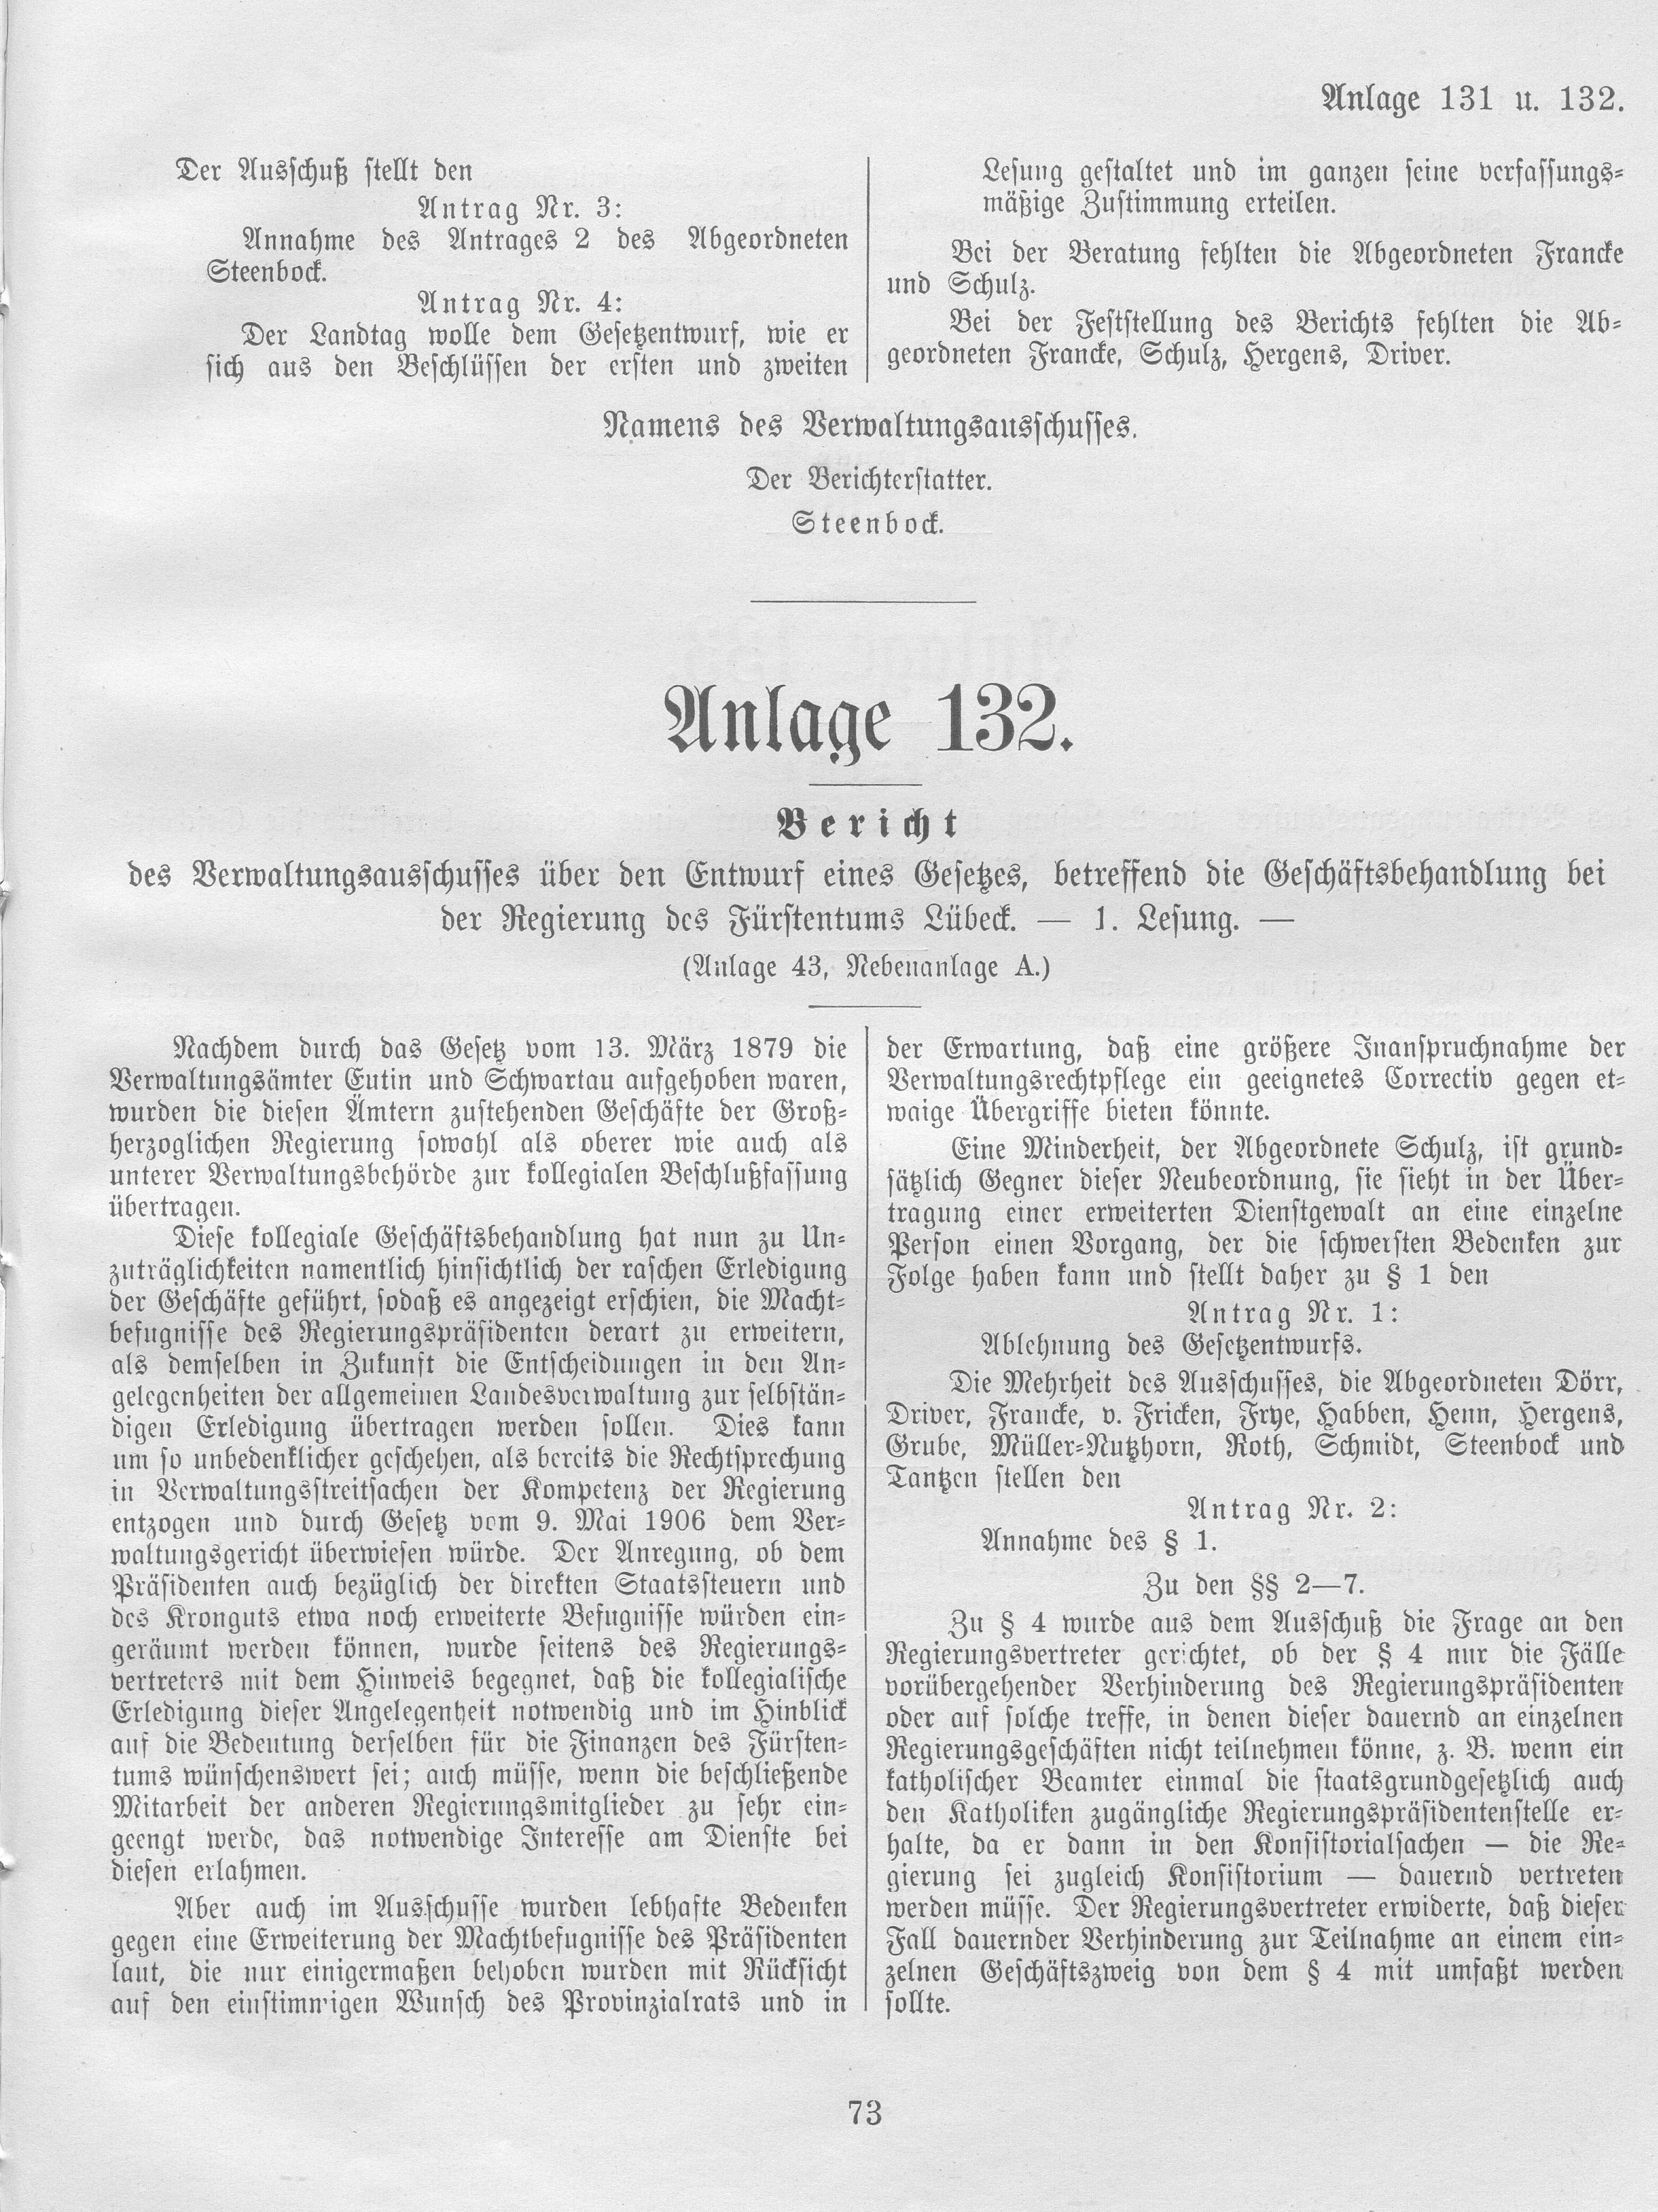 Anlage 131 u. 132.
Der Ausschuß stellt den
Antrag Nr. 3:
Annahme des Antrages 2 des Abgeordneten
Steenbock.
Antrag Nr. 4:
Der Landtag wolle dem Gesetzentwurf, wie er
sich aus den Beschlüssen der ersten und zweiten
Lesung gestaltet und im ganzen seine verfassungs-
mäßige Zustimmung erteilen.
Bei der Beratung fehlten die Abgeordneten Francke
und Schulz.
Bei der Feststellung des Berichts fehlten die Ab-
geordneten Francke, Schulz, Hergens, Driver.
Namens des Verwaltungsausschusses.
Der Berichterstatter.
Steenbock.
Anlage 132.
Bericht
des Verwaltungsausschusses über den Entwurf eines Gesetzes, betreffend die Geschäftsbehandlung bei
der Regierung des Fürstentums Lübeck. — 1. Lesung. —
(Anlage 43, Nebenanlage A.)
Nachdem durch das Gesetz vom 13. März 1879 die
Verwaltungsämter Eutin und Schwartau aufgehoben waren,
wurden die diesen Ämtern zustehenden Geschäfte der Groß-
herzoglichen Regierung sowohl als oberer wie auch als
unterer Verwaltungsbehörde zur kollegialen Beschlußfassung
übertragen.
Diese kollegiale Geschäftsbehandlung hat nun zu Un-
zuträglichkeiten namentlich hinsichtlich der raschen Erledigung
der Geschäfte geführt, sodaß es angezeigt erschien, die Macht-
befugnisse des Regierungspräsidenten derart zu erweitern,
als demselben in Zukunft die Entscheidungen in den An-
gelegenheiten der allgemeinen Landesverwaltung zur selbstän-
digen Erledigung übertragen werden sollen. Dies kann
um so unbedenklicher geschehen, als bereits die Rechtsprechung
in Verwaltungsstreitsachen der Kompetenz der Regierung
entzogen und durch Gesetz vom 9. Mai 1906 dem Ver-
waltungsgericht überwiesen würde. Der Anregung, ob dem
Präsidenten auch bezüglich der direkten Staatssteuern und
des Kronguts etwa noch erweiterte Befugnisse würden ein-
geräumt werden können, wurde seitens des Regierungs-
vertreters mit dem Hinweis begegnet, daß die kollegialische
Erledigung dieser Angelegenheit notwendig und im Hinblick
auf die Bedeutung derselben für die Finanzen des Fürsten-
tums wünschenswert sei; auch müsse, wenn die beschließende
Mitarbeit der anderen Regierungsmitglieder zu sehr ein-
geengt werde, das notwendige Interesse am Dienste bei
diesen erlahmen.
Aber auch im Ausschusse wurden lebhafte Bedenken
gegen eine Erweiterung der Machtbefugnisse des Präsidenten
laut, die nur einigermaßen behoben wurden mit Rücksicht
auf den einstimmigen Wunsch des Provinzialrats und in
der Erwartung, daß eine größere Inanspruchnahme der
Verwaltungsrechtpflege ein geeignetes Correctiv gegen et-
waige Übergriffe bieten könnte.
Eine Minderheit, der Abgeordnete Schulz, ist grund-
sätzlich Gegner dieser Neubeordnung, sie sieht in der Über-
tragung einer erweiterten Dienstgewalt an eine einzelne
Person einen Vorgang, der die schwersten Bedenken zur
Folge haben kann und stellt daher zu § 1 den
Antrag Nr. 1:
Ablehnung des Gesetzentwurfs.
Die Mehrheit des Ausschusses, die Abgeordneten Dörr,
Driver, Francke, v. Fricken, Frye, Habben, Henn, Hergens,
Grube, Müller-Nutzhorn, Roth, Schmidt, Steenbock und
Tantzen stellen den
Antrag Nr. 2:
Annahme des § 1.
Zu den §§ 2—7.
Zu § 4 wurde aus dem Ausschuß die Frage an den
Regierungsvertreter gerichtet, ob der § 4 nur die Fälle
vorübergehender Verhinderung des Regierungspräsidenten
oder auf solche treffe, in denen dieser dauernd an einzelnen
Regierungsgeschäften nicht teilnehmen könne, z. B. wenn ein
katholischer Beamter einmal die staatsgrundgesetzlich auch
den Katholiken zugängliche Regierungspräsidentenstelle er-
halte, da er dann in den Konsistorialsachen — die Re-
gierung sei zugleich Konsistorium — dauernd vertreten
werden müsse. Der Regierungsvertreter erwiderte, daß dieser
Fall dauernder Verhinderung zur Teilnahme an einem ein-
zelnen Geschäftszweig von dem § 4 mit umfaßt werden
sollte.
73